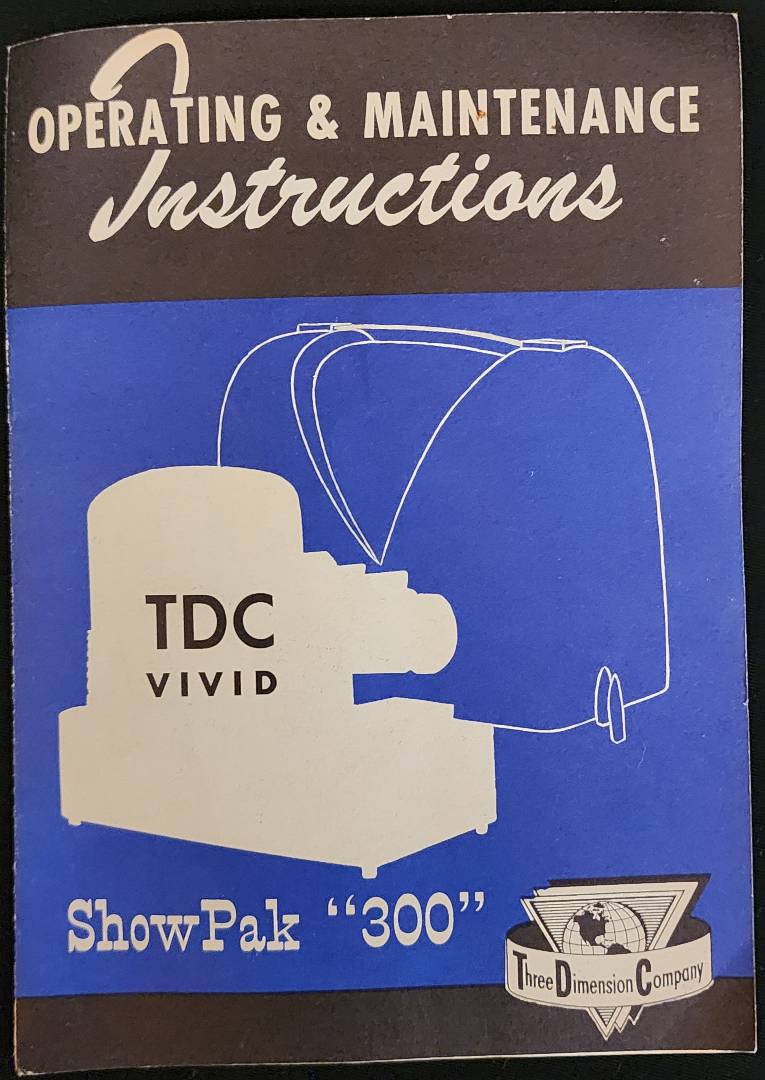 OPERATING & MAINTENANCE
Instructions
TDC
VIVID
ShowPak "300"
Three Dimension Company